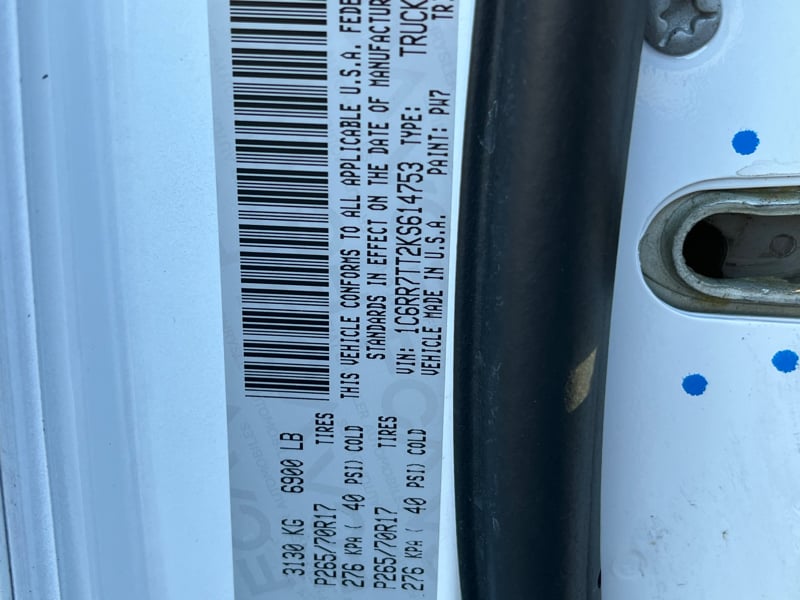 3130 KG 6900 LB
P265/70R17 TIRES
276 KPA ( 40 PSI) COLD
P265/70R17 TIRES
276 KPA ( 40 PSI) COLD
THIS VEHICLE CONFORMS TO ALL APPLICABLE U.S.A. FEDE
STANDARDS IN EFFECT ON THE DATE OF MANUFACTUR
VIN: 1C6RR7TT2KS614753 TYPE: TRUCK
VEHICLE MADE IN U.S.A. PAINT: PW7 TR